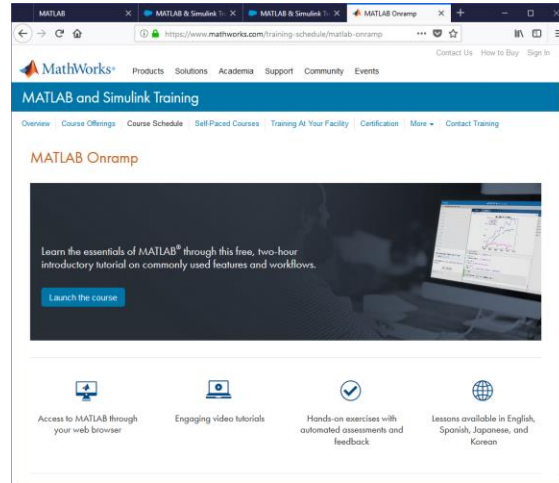 MATLAB
MATLAB & Simulink Tr
MATLAB & Simulink Tr
MATLAB Onramp
https://www.mathworks.com/training-schedule/matlab-onramp
Contact Us How to Buy Sign In
MathWorks®
Products Solutions Academia Support Community Events
MATLAB and Simulink Training
Overview Course Offerings Course Schedule Self-Paced Courses Training At Your Facility Certification More Contact Training
MATLAB Onramp
Learn the essentials of MATLAB® through this free, two-hour
introductory tutorial on commonly used features and workflows.
Launch the course
Access to MATLAB through
your web browser
Engaging video tutorials
Hands-on exercises with
automated assessments and
feedback
Lessons available in English,
Spanish, Japanese, and
Korean